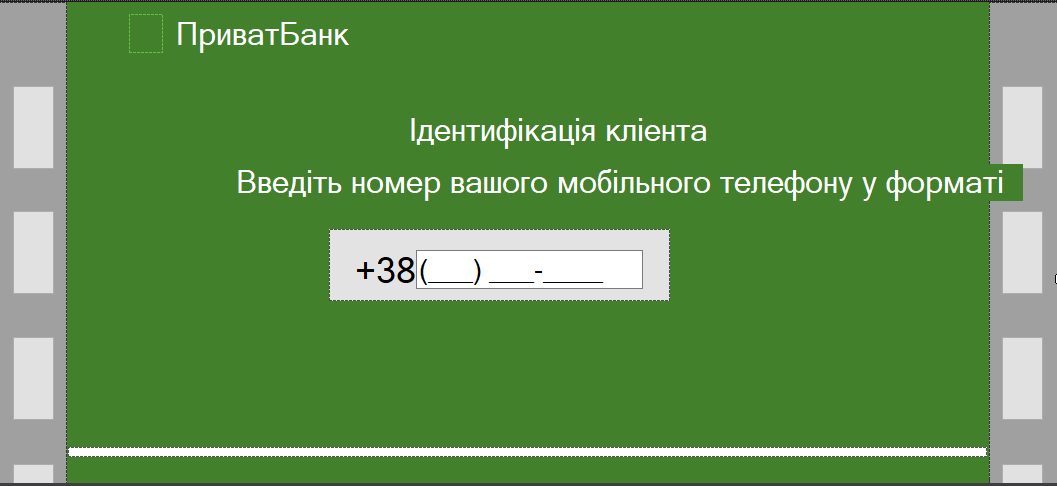 ПриватБанк
Ідентифікація клієнта
Введіть номер вашого мобільного телефону у форматі
+38(___) ___-____